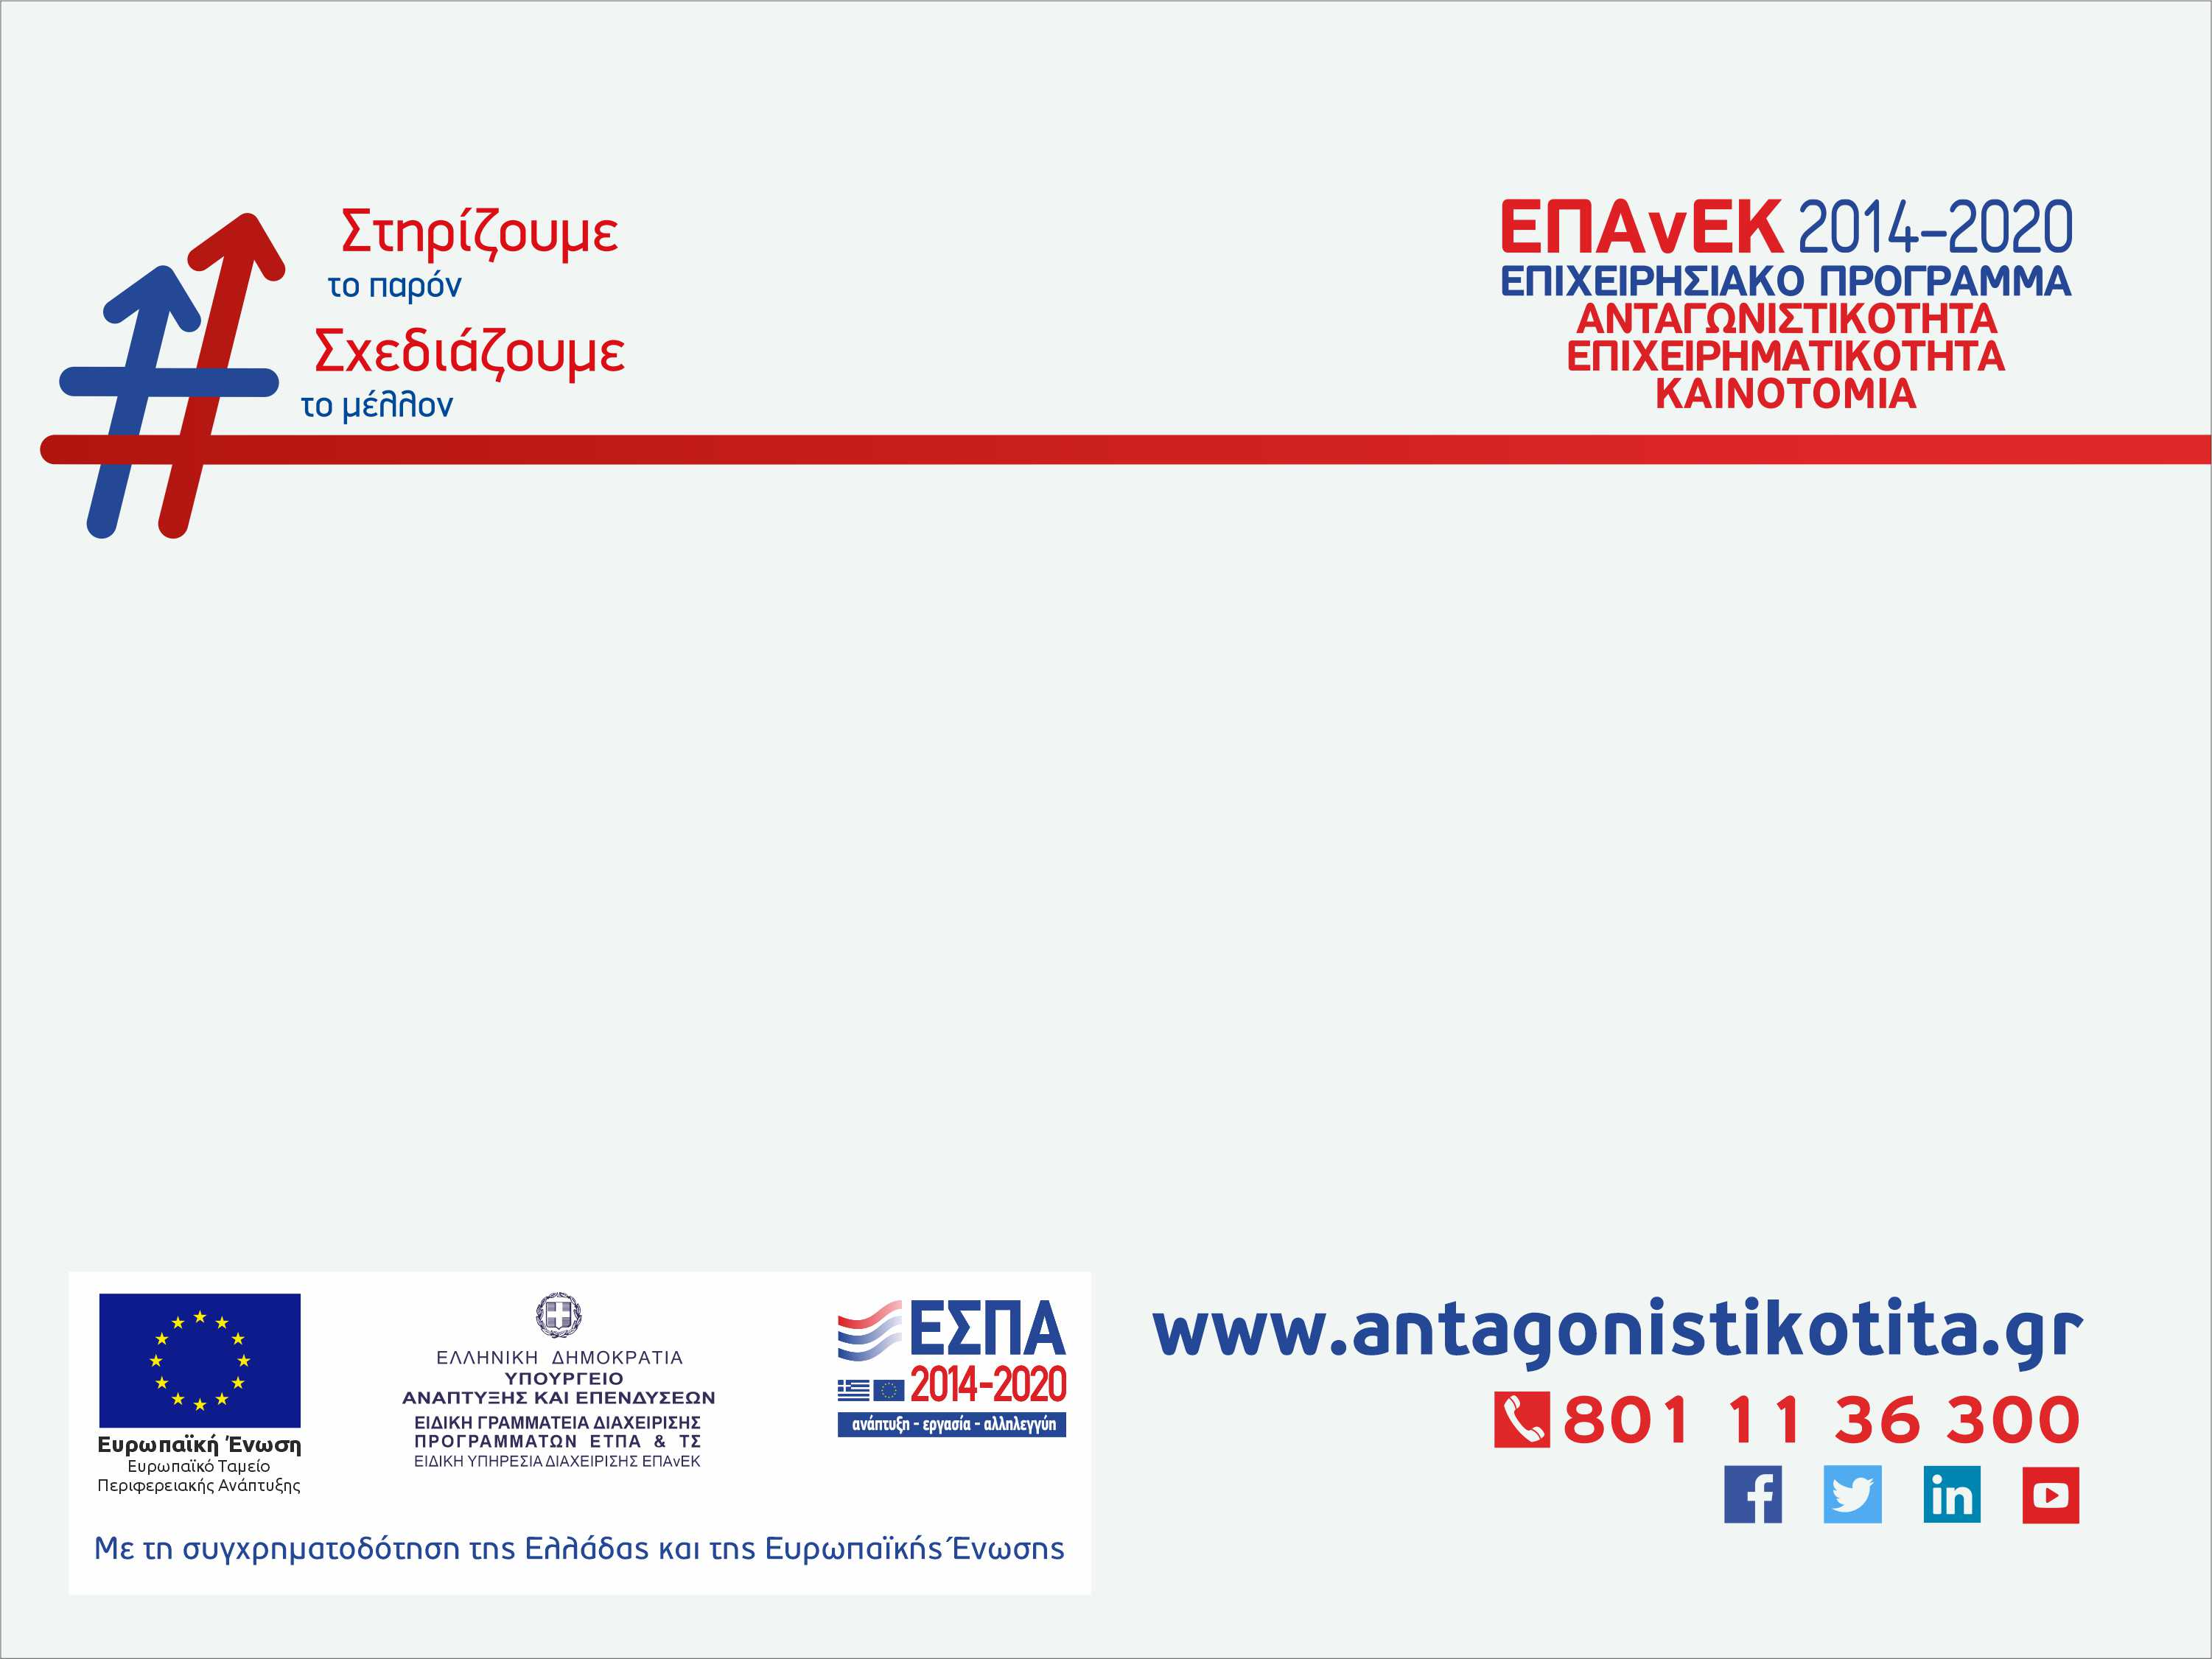 Στηρίζουμε
το παρόν
Σχεδιάζουμε
το μέλλον
ΕΠΑνΕΚ 2014–2020
ΕΠΙΧΕΙΡΗΣΙΑΚΟ ΠΡΟΓΡΑΜΜΑ
ΑΝΤΑΓΩΝΙΣΤΙΚΟΤΗΤΑ
ΕΠΙΧΕΙΡΗΜΑΤΙΚΟΤΗΤΑ
ΚΑΙΝΟΤΟΜΙΑ
Ευρωπαϊκή Ένωση
Ευρωπαϊκό Ταμείο
Περιφερειακής Ανάπτυξης
ΕΛΛΗΝΙΚΗ ΔΗΜΟΚΡΑΤΙΑ
ΥΠΟΥΡΓΕΙΟ
ΑΝΑΠΤΥΞΗΣ ΚΑΙ ΕΠΕΝΔΥΣΕΩΝ
ΕΙΔΙΚΗ ΓΡΑΜΜΑΤΕΙΑ ΔΙΑΧΕΙΡΙΣΗΣ
ΠΡΟΓΡΑΜΜΑΤΩΝ ΕΤΠΑ & ΤΣ
ΕΙΔΙΚΗ ΥΠΗΡΕΣΙΑ ΔΙΑΧΕΙΡΙΣΗΣ ΕΠΑνΕΚ
ΕΣΠΑ
2014-2020
ανάπτυξη - εργασία - αλληλεγγύη
Με τη συγχρηματοδότηση της Ελλάδας και της Ευρωπαϊκής Ένωσης
www.antagonistikotita.gr
801 11 36 300